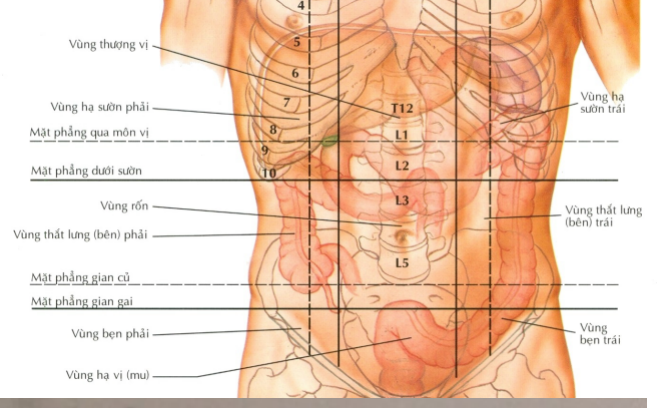 4
5
Vùng thượng vị
6
7
Vùng hạ
sườn trái
Vùng hạ sườn phải
T12
8
Mặt phẳng qua môn vị
L1
9
10
L2
Mặt phẳng dưới sườn
L3
Vùng rốn
Vùng thắt lưng
(bên) trái
Vùng thắt lưng (bên) phải
L5
Mặt phẳng gian củ
Mặt phẳng gian gai
Vùng bẹn phải
Vùng
bẹn trái
Vùng hạ vị (mu)